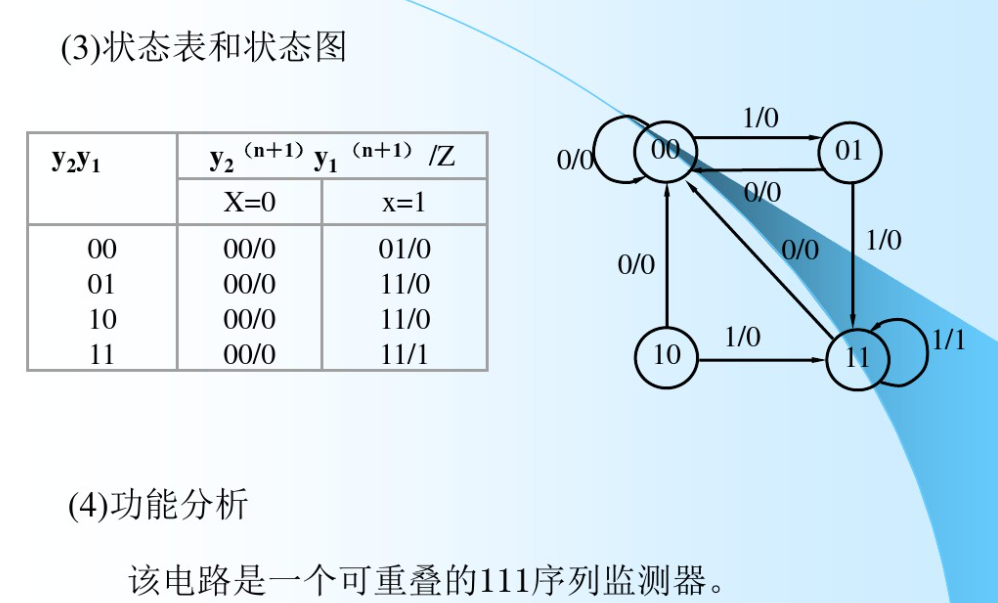 (3)状态表和状态图
y₂y₁ y₂⁽ⁿ⁺¹⁾ y₁⁽ⁿ⁺¹⁾ /Z
X=0 x=1
00 00/0 01/0
01 00/0 11/0
10 00/0 11/0
11 00/0 11/1
1/0
0/0 00 01
0/0
0/0 0/0 1/0
1/0 1/1
10 11
(4)功能分析
该电路是一个可重叠的111序列监测器。